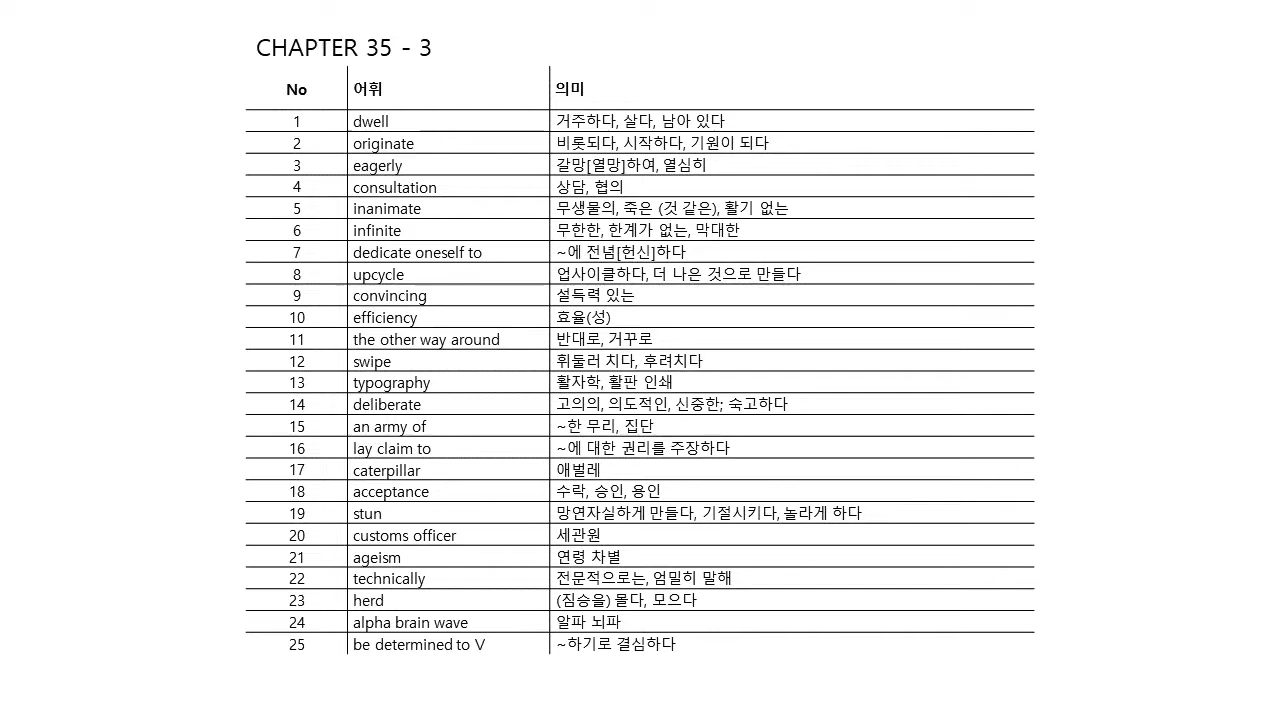 CHAPTER 35 - 3
No 어휘 의미
1 dwell 거주하다, 살다, 남아 있다
2 originate 비롯되다, 시작하다, 기원이 되다
3 eagerly 갈망[열망]하여, 열심히
4 consultation 상담, 협의
5 inanimate 무생물의, 죽은 (것 같은), 활기 없는
6 infinite 무한한, 한계가 없는, 막대한
7 dedicate oneself to ~에 전념[헌신]하다
8 upcycle 업사이클하다, 더 나은 것으로 만들다
9 convincing 설득력 있는
10 efficiency 효율(성)
11 the other way around 반대로, 거꾸로
12 swipe 휘둘러 치다, 후려치다
13 typography 활자학, 활판 인쇄
14 deliberate 고의의, 의도적인, 신중한; 숙고하다
15 an army of ~한 무리, 집단
16 lay claim to ~에 대한 권리를 주장하다
17 caterpillar 애벌레
18 acceptance 수락, 승인, 용인
19 stun 망연자실하게 만들다, 기절시키다, 놀라게 하다
20 customs officer 세관원
21 ageism 연령 차별
22 technically 전문적으로는, 엄밀히 말해
23 herd (짐승을) 몰다, 모으다
24 alpha brain wave 알파 뇌파
25 be determined to V ~하기로 결심하다